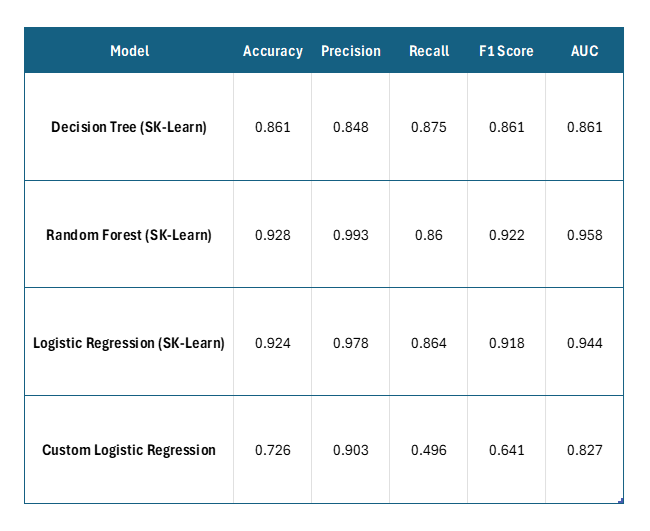 Model Accuracy Precision Recall F1 Score AUC
Decision Tree (SK-Learn) 0.861 0.848 0.875 0.861 0.861
Random Forest (SK-Learn) 0.928 0.993 0.86 0.922 0.958
Logistic Regression (SK-Learn) 0.924 0.978 0.864 0.918 0.944
Custom Logistic Regression 0.726 0.903 0.496 0.641 0.827